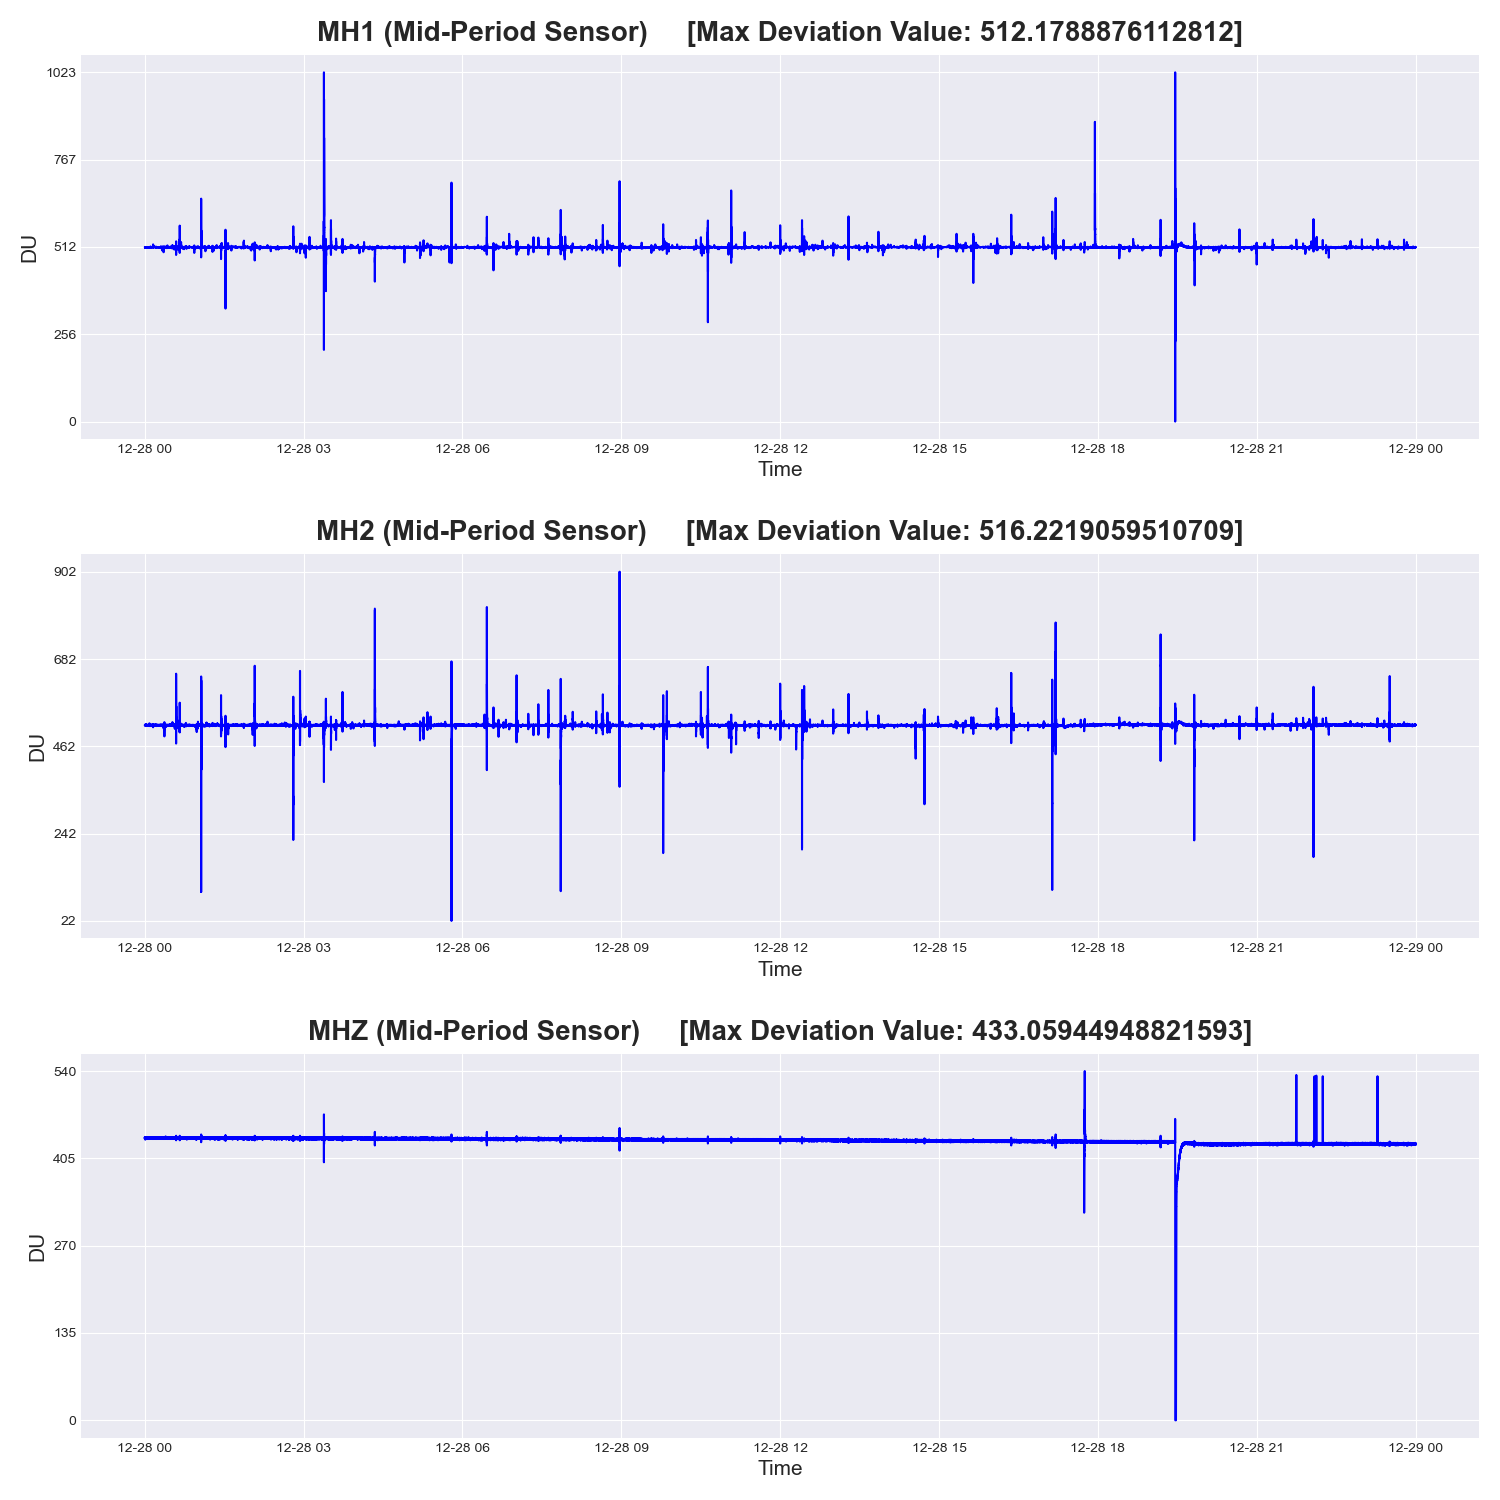 MH1 (Mid-Period Sensor) [Max Deviation Value: 512.1788876112812]
1023
767
512
256
0
DU
12-28 00 12-28 03 12-28 06 12-28 09 12-28 12 12-28 15 12-28 18 12-28 21 12-29 00
Time
MH2 (Mid-Period Sensor) [Max Deviation Value: 516.2219059510709]
902
682
462
242
22
DU
12-28 00 12-28 03 12-28 06 12-28 09 12-28 12 12-28 15 12-28 18 12-28 21 12-29 00
Time
MHZ (Mid-Period Sensor) [Max Deviation Value: 433.05944948821593]
540
405
270
135
0
DU
12-28 00 12-28 03 12-28 06 12-28 09 12-28 12 12-28 15 12-28 18 12-28 21 12-29 00
Time